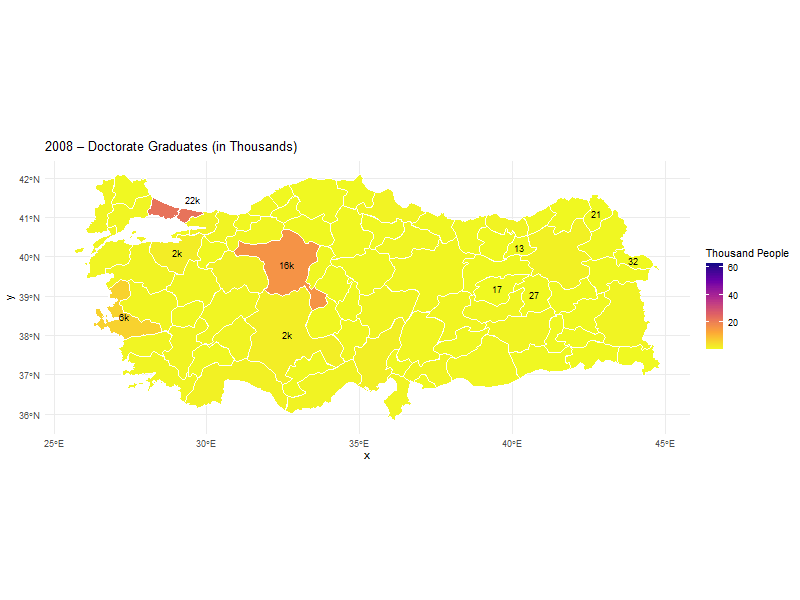 2008 – Doctorate Graduates (in Thousands)
42°N
41°N
40°N
39°N
38°N
37°N
36°N
y
22k
21
2k
13
32
16k
17
27
6k
2k
25°E
30°E
35°E
40°E
45°E
x
Thousand People
60
40
20